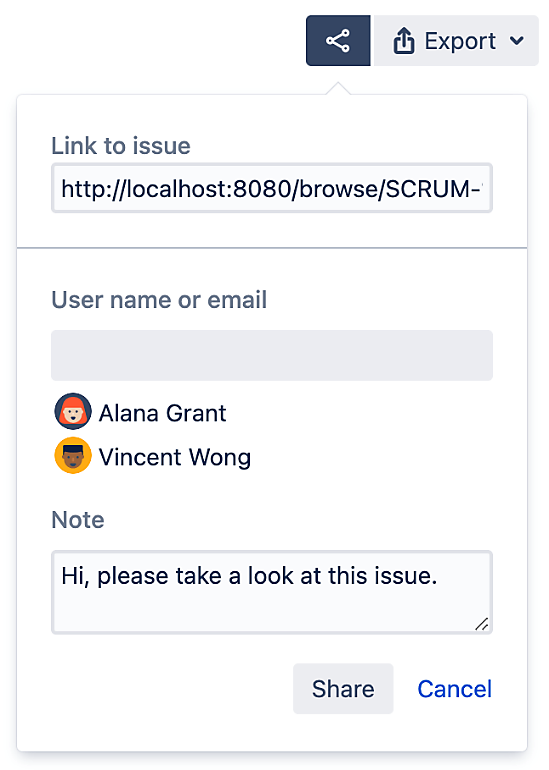 Export
Link to issue
http://localhost:8080/browse/SCRUM-
User name or email
Alana Grant
Vincent Wong
Note
Hi, please take a look at this issue.
Share Cancel